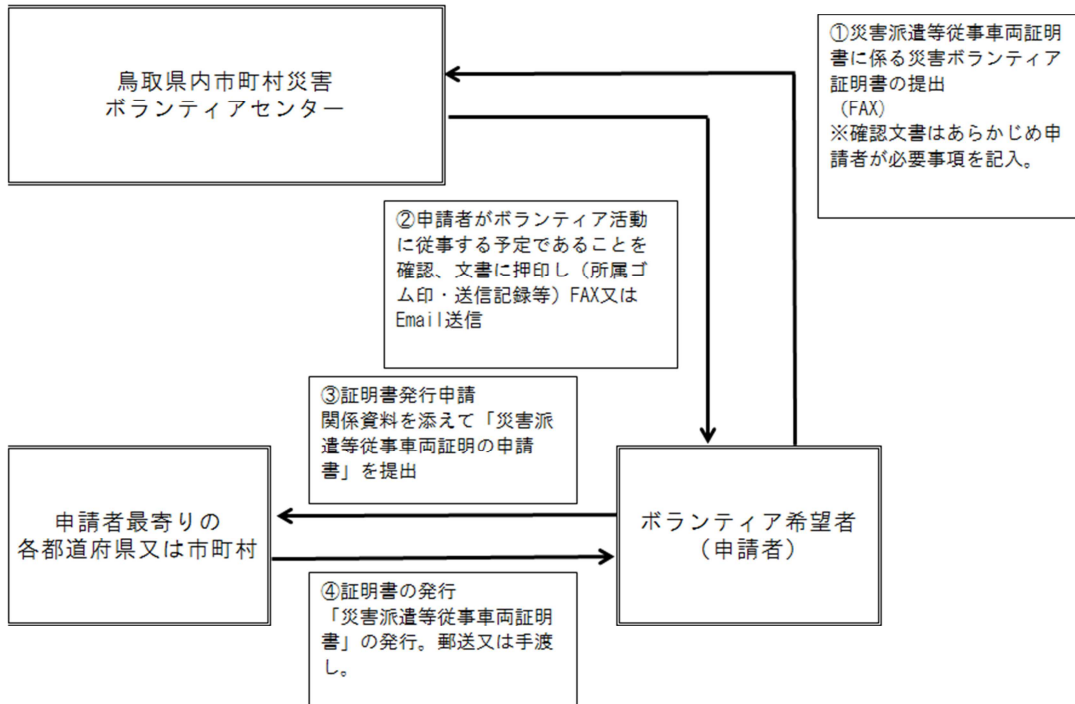 鳥取県内市町村災害
ボランティアセンター
①災害派遣等従事車両証明
書に係る災害ボランティア
証明書の提出
（FAX）
※確認文書はあらかじめ申
請者が必要事項を記入。
②申請者がボランティア活動
に従事する予定であることを
確認、文書に押印し（所属ゴ
ム印・送信記録等）FAX又は
Email送信
③証明書発行申請
関係資料を添えて「災害派
遣等従事車両証明の申請
書」を提出
申請者最寄りの
各都道府県又は市町村
ボランティア希望者
（申請者）
④証明書の発行
「災害派遣等従事車両証明
書」の発行。郵送又は手渡
し。